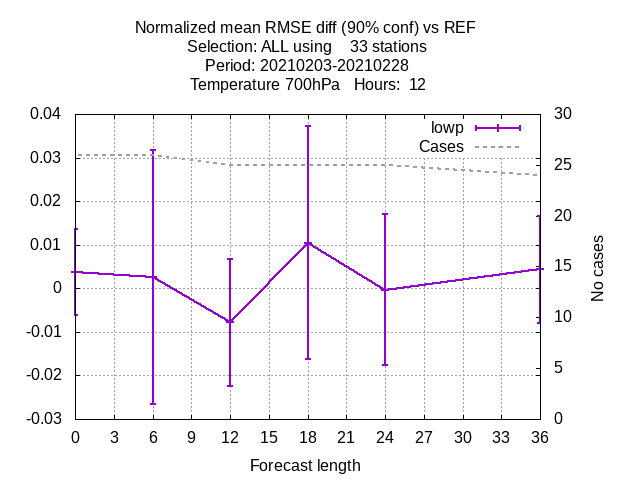 Normalized mean RMSE diff (90% conf) vs REF
Selection: ALL using    33 stations
Period: 20210203-20210228
Temperature 700hPa   Hours:  12
lowp
Cases
0.04
0.03
0.02
0.01
0
-0.01
-0.02
-0.03
30
25
20
15
10
5
0
No cases
0 3 6 9 12 15 18 21 24 27 30 33 36
Forecast length